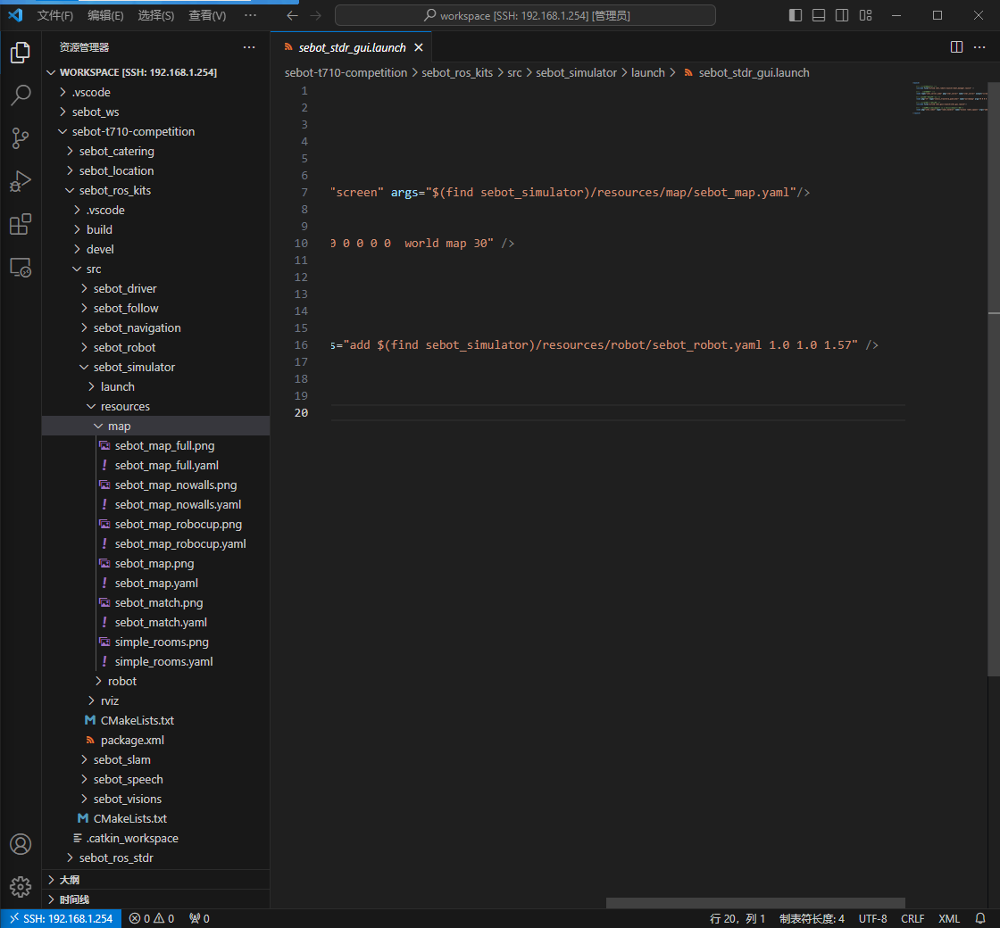 文件(F) 编辑(E) 选择(S) 查看(V) ··· workspace [SSH: 192.168.1.254] [管理员]
资源管理器
WORKSPACE [SSH: 192.168.1.254]
.vscode
sebot_ws
sebot-t710-competition
sebot_catering
sebot_location
sebot_ros_kits
.vscode
build
devel
src
sebot_driver
sebot_follow
sebot_navigation
sebot_robot
sebot_simulator
launch
resources
map
sebot_map_full.png
sebot_map_full.yaml
sebot_map_nowalls.png
sebot_map_nowalls.yaml
sebot_map_robocup.png
sebot_map_robocup.yaml
sebot_map.png
sebot_map.yaml
sebot_match.png
sebot_match.yaml
simple_rooms.png
simple_rooms.yaml
robot
rviz
CMakeLists.txt
package.xml
sebot_slam
sebot_speech
sebot_visions
CMakeLists.txt
.catkin_workspace
sebot_ros_stdr
大纲
时间线
sebot_stdr_gui.launch
sebot-t710-competition > sebot_ros_kits > src > sebot_simulator > launch > sebot_stdr_gui.launch
1
2
3
4
5
6
7 "screen" args="$(find sebot_simulator)/resources/map/sebot_map.yaml"/>
8
9
10 0 0 0 0 0  world map 30" />
11
12
13
14
15
16 s="add $(find sebot_simulator)/resources/robot/sebot_robot.yaml 1.0 1.0 1.57" />
17
18
19
20
SSH: 192.168.1.254 0 0 0 行 20，列 1 制表符长度: 4 UTF-8 CRLF XML